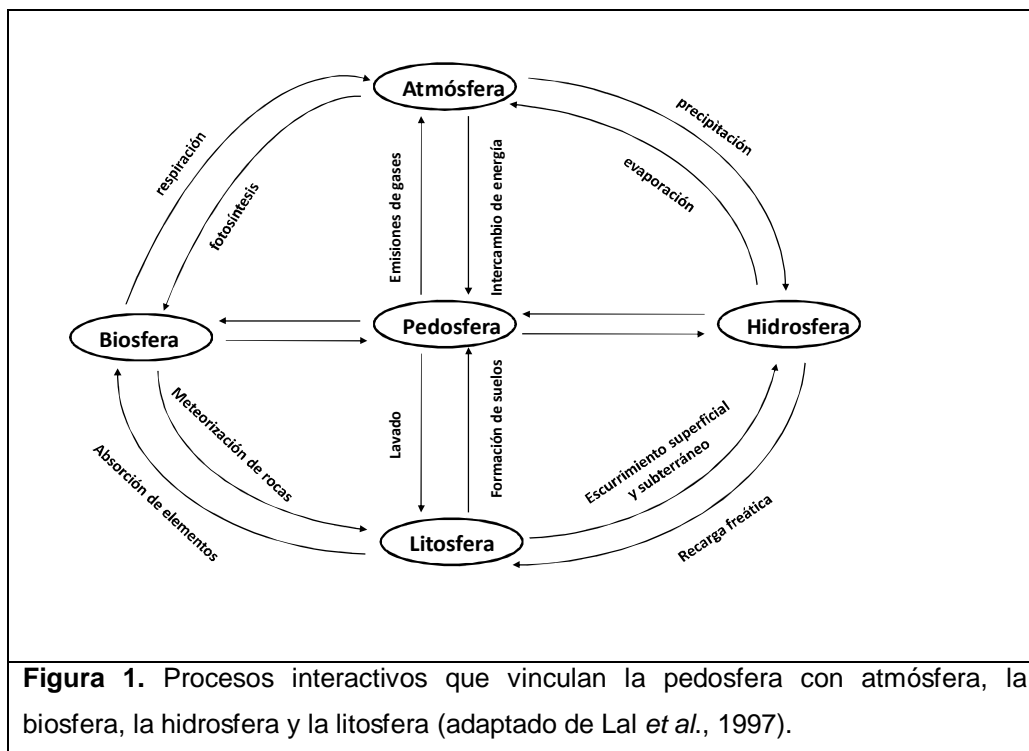 Atmósfera
precipitación
evaporación
respiración
fotosíntesis
Emisiones de gases
Intercambio de energía
Biosfera
Pedosfera
Hidrosfera
Meteorización de rocas
Absorción de elementos
Lavado
Formación de suelos
Escurrimiento superficial
y subterráneo
Recarga freática
Litosfera
Figura 1. Procesos interactivos que vinculan la pedosfera con atmósfera, la
biosfera, la hidrosfera y la litosfera (adaptado de Lal et al., 1997).